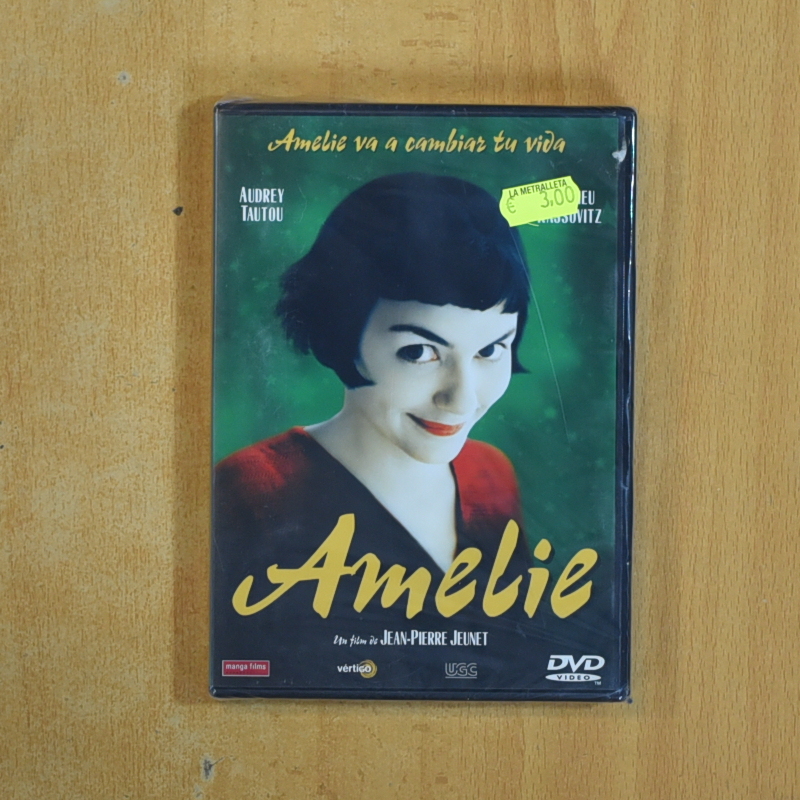 Amelie va a cambiar tu vida
AUDREY
TAUTOU
LA METRALLETA
€ 3,00
Amelie
Un film de JEAN-PIERRE JEUNET
manga films
vértigo
UGC
DVD
VIDEO
TM